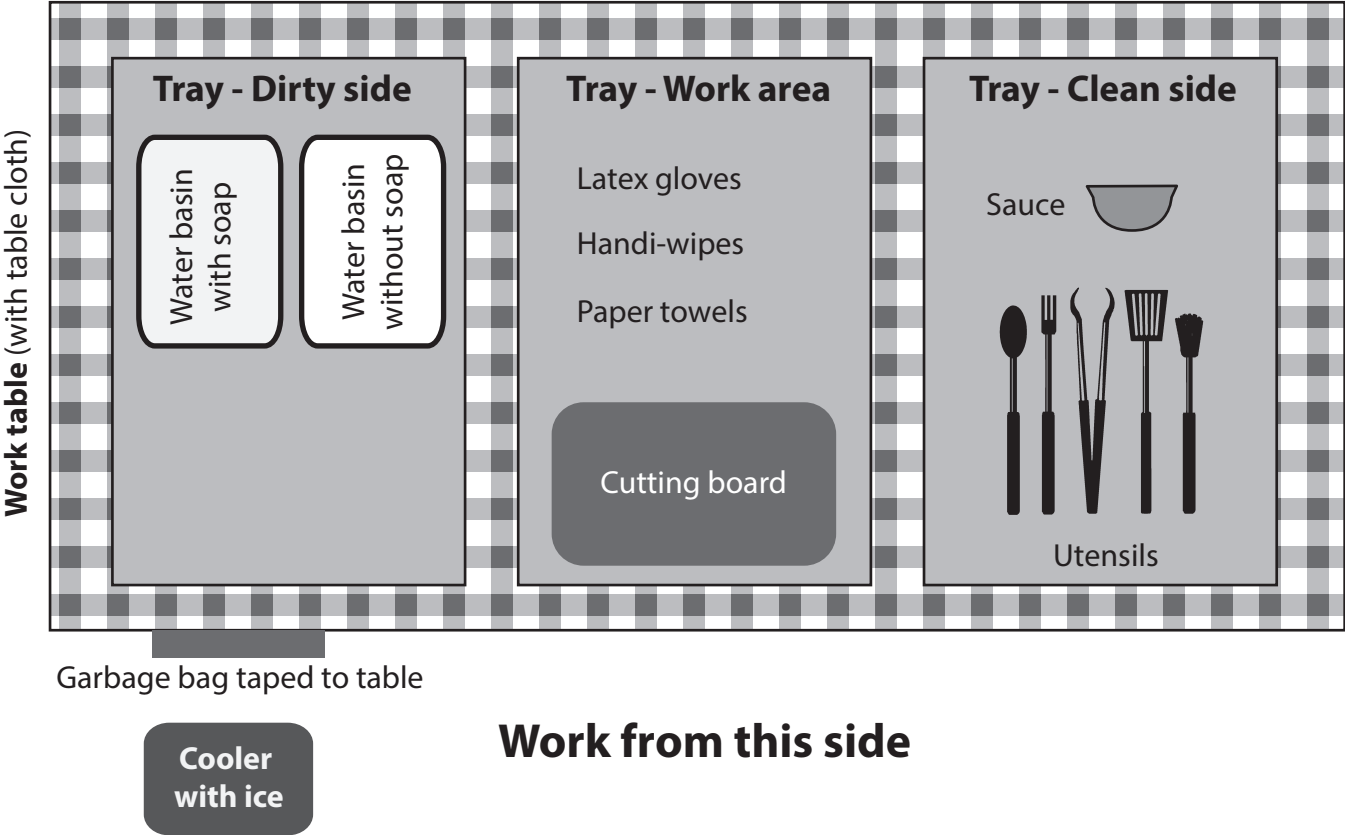 Work table (with table cloth)
Tray - Dirty side
Water basin
with soap
Water basin
without soap
Tray - Work area
Latex gloves
Handi-wipes
Paper towels
Cutting board
Tray - Clean side
Sauce
Utensils
Garbage bag taped to table
Cooler
with ice
Work from this side